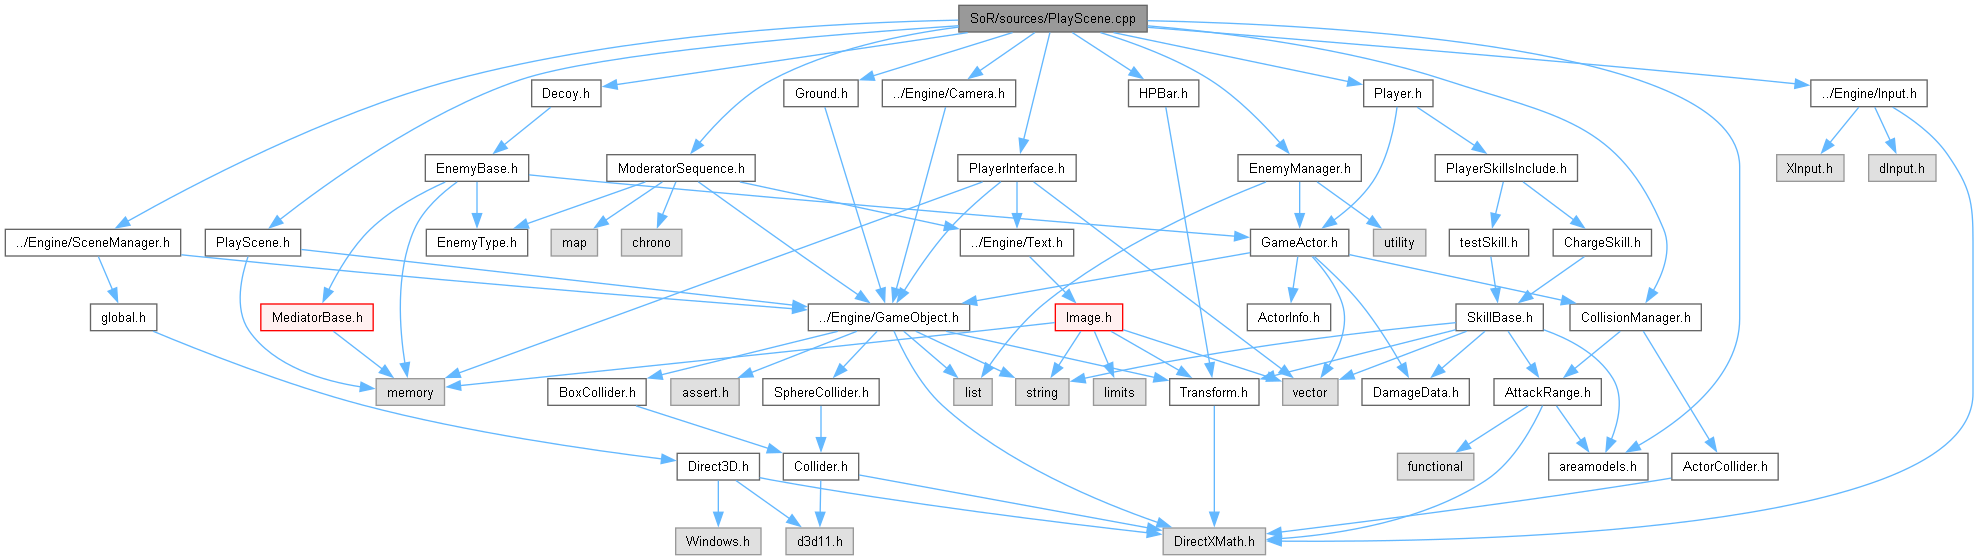 SoR/sources/PlayScene.cpp
Decoy.h
Ground.h
../Engine/Camera.h
HPBar.h
Player.h
../Engine/Input.h
EnemyBase.h
ModeratorSequence.h
PlayerInterface.h
EnemyManager.h
PlayerSkillsInclude.h
XInput.h
dInput.h
../Engine/SceneManager.h
PlayScene.h
EnemyType.h
map
chrono
../Engine/Text.h
GameActor.h
utility
testSkill.h
ChargeSkill.h
global.h
MediatorBase.h
../Engine/GameObject.h
Image.h
ActorInfo.h
SkillBase.h
CollisionManager.h
memory
BoxCollider.h
assert.h
SphereCollider.h
list
string
limits
Transform.h
vector
DamageData.h
AttackRange.h
Direct3D.h
Collider.h
functional
areamodels.h
ActorCollider.h
Windows.h
d3d11.h
DirectXMath.h